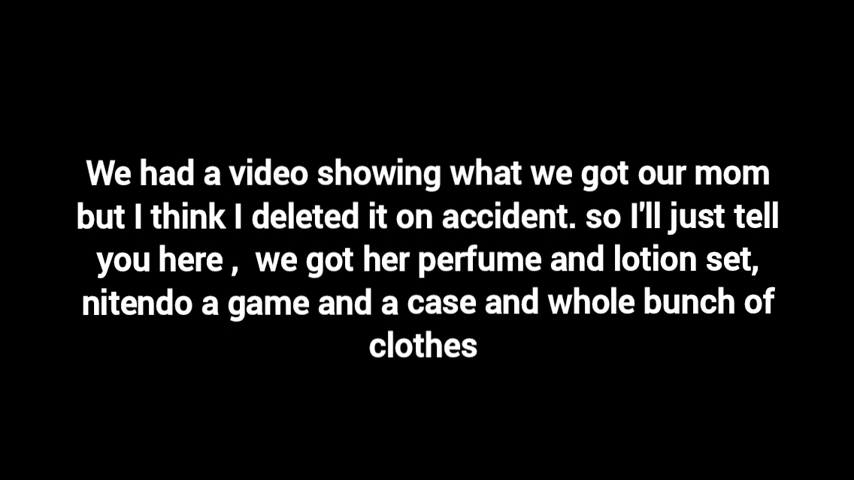 We had a video showing what we got our mom
but I think I deleted it on accident. so I'll just tell
you here ,  we got her perfume and lotion set,
nitendo a game and a case and whole bunch of
clothes